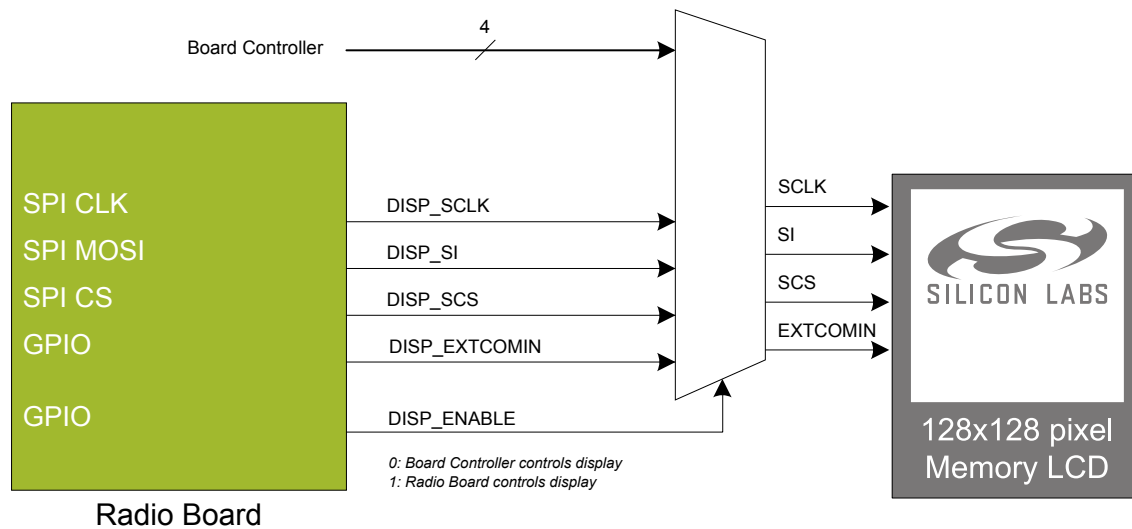 4
Board Controller
SPI CLK
DISP_SCLK
SCLK
SPI MOSI
DISP_SI
SI
SPI CS
DISP_SCS
SCS
GPIO
DISP_EXTCOMIN
EXTCOMIN
GPIO
DISP_ENABLE
0: Board Controller controls display
1: Radio Board controls display
Radio Board
SILICON LABS
128x128 pixel
Memory LCD